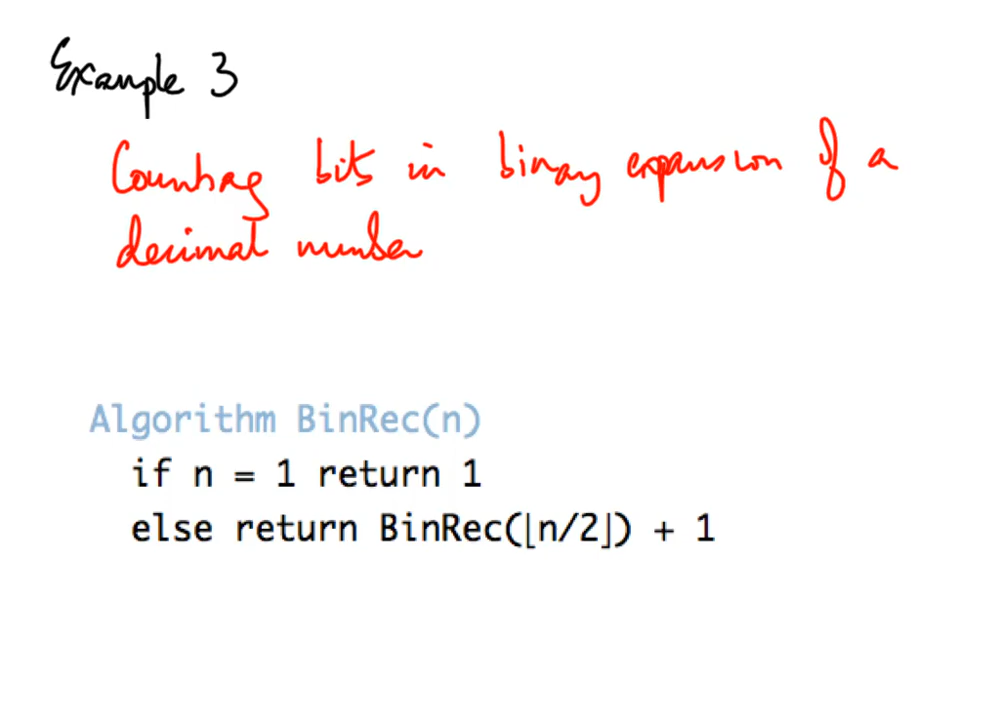 Example 3
Counting bits in binary expansion of a
decimal number
Algorithm BinRec(n)
if n = 1 return 1
else return BinRec(⌊n/2⌋) + 1